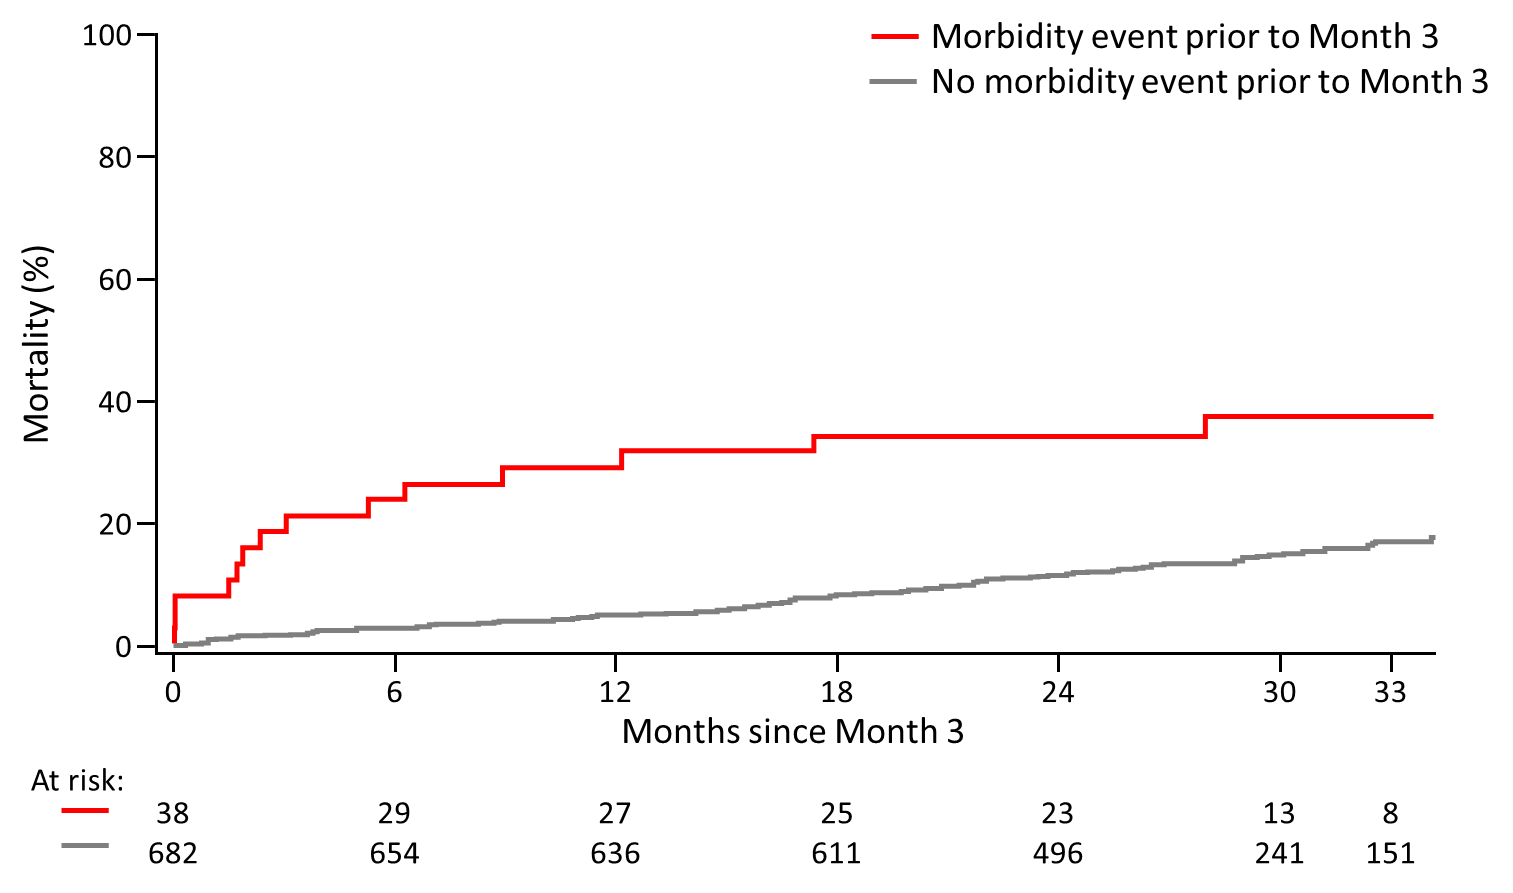 Morbidity event prior to Month 3
No morbidity event prior to Month 3
Mortality (%)
100
80
60
40
20
0
0 6 12 18 24 30 33
Months since Month 3
At risk:
38 29 27 25 23 13 8
682 654 636 611 496 241 151